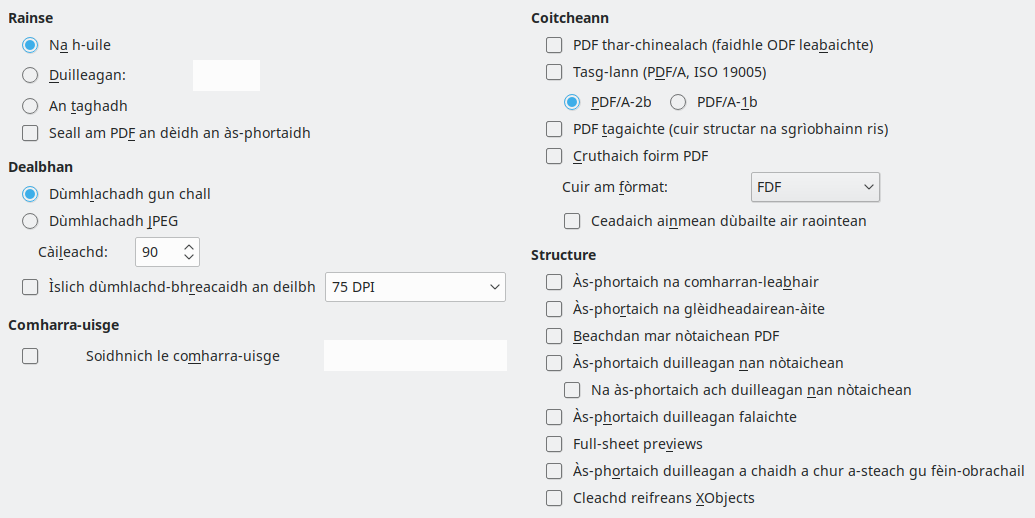 Rainse
Na h-uile
Duilleagan:
An taghadh
Seall am PDF an dèidh an às-phortaidh
Dealbhan
Dùmhlachadh gun chall
Dùmhlachadh JPEG
Càileachd: 90
Ìslich dùmhlachd-bhreacaidh an deilbh 75 DPI
Comharra-uisge
Soidhnich le comharra-uisge
Coitcheann
PDF thar-chinealach (faidhle ODF leabaichte)
Tasg-lann (PDF/A, ISO 19005)
PDF/A-2b PDF/A-1b
PDF tagaichte (cuir structar na sgrìobhainn ris)
Cruthaich foirm PDF
Cuir am fòrmat: FDF
Ceadaich ainmean dùbailte air raointean
Structure
Às-phortaich na comharran-leabhair
Às-phortaich na glèidheadairean-àite
Beachdan mar nòtaichean PDF
Às-phortaich duilleagan nan nòtaichean
Na às-phortaich ach duilleagan nan nòtaichean
Às-phortaich duilleagan falaichte
Full-sheet previews
Às-phortaich duilleagan a chaidh a chur a-steach gu fèin-obrachail
Cleachd reifreans XObjects